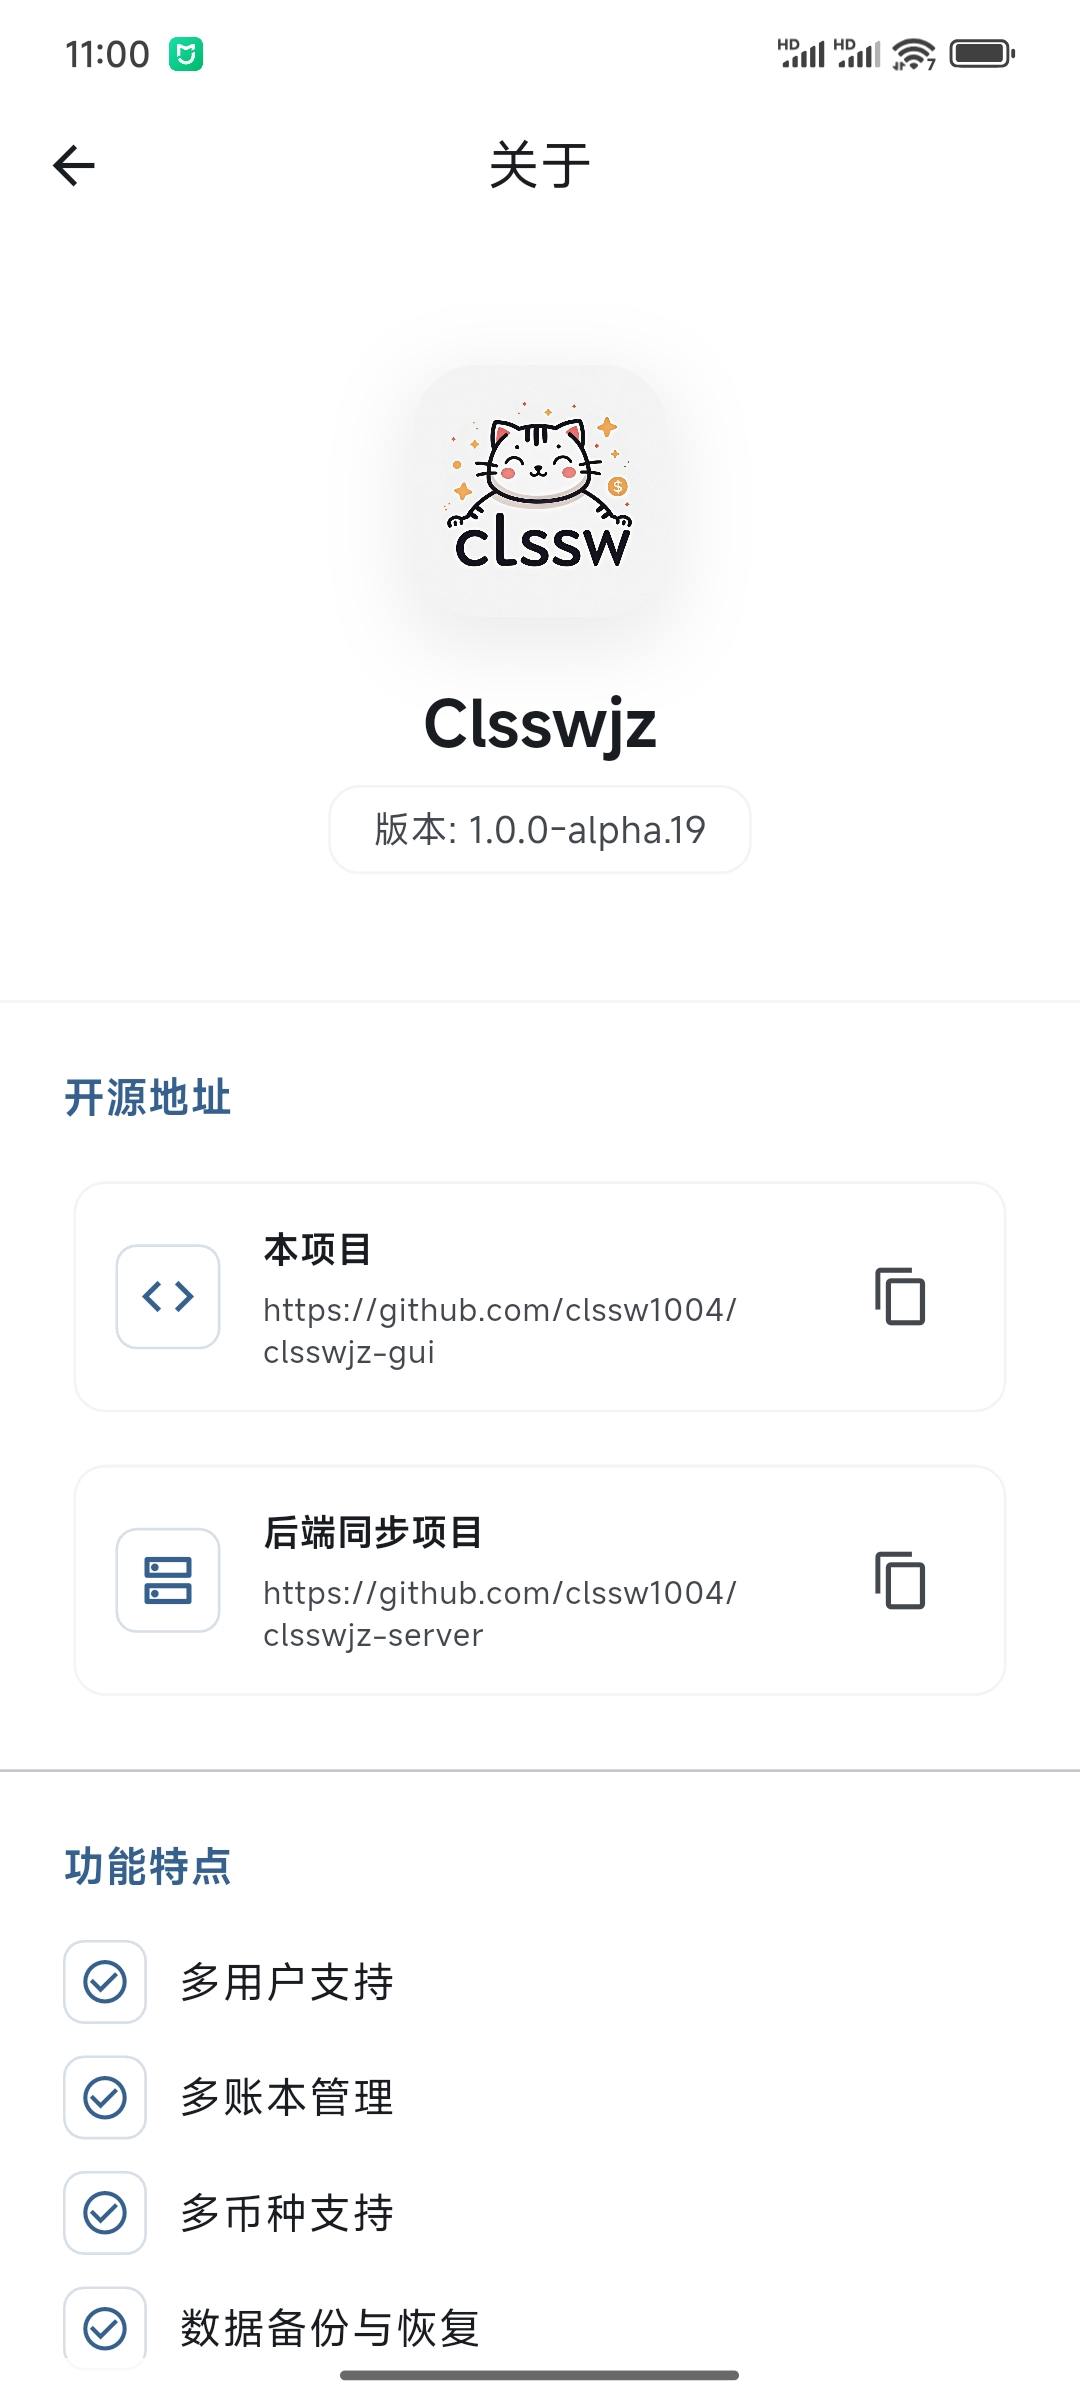 11:00
HD HD 7
关于
$
clssw
Clsswjz
版本: 1.0.0-alpha.19
开源地址
本项目
https://github.com/clssw1004/
clsswjz-gui
后端同步项目
https://github.com/clssw1004/
clsswjz-server
功能特点
多用户支持
多账本管理
多币种支持
数据备份与恢复